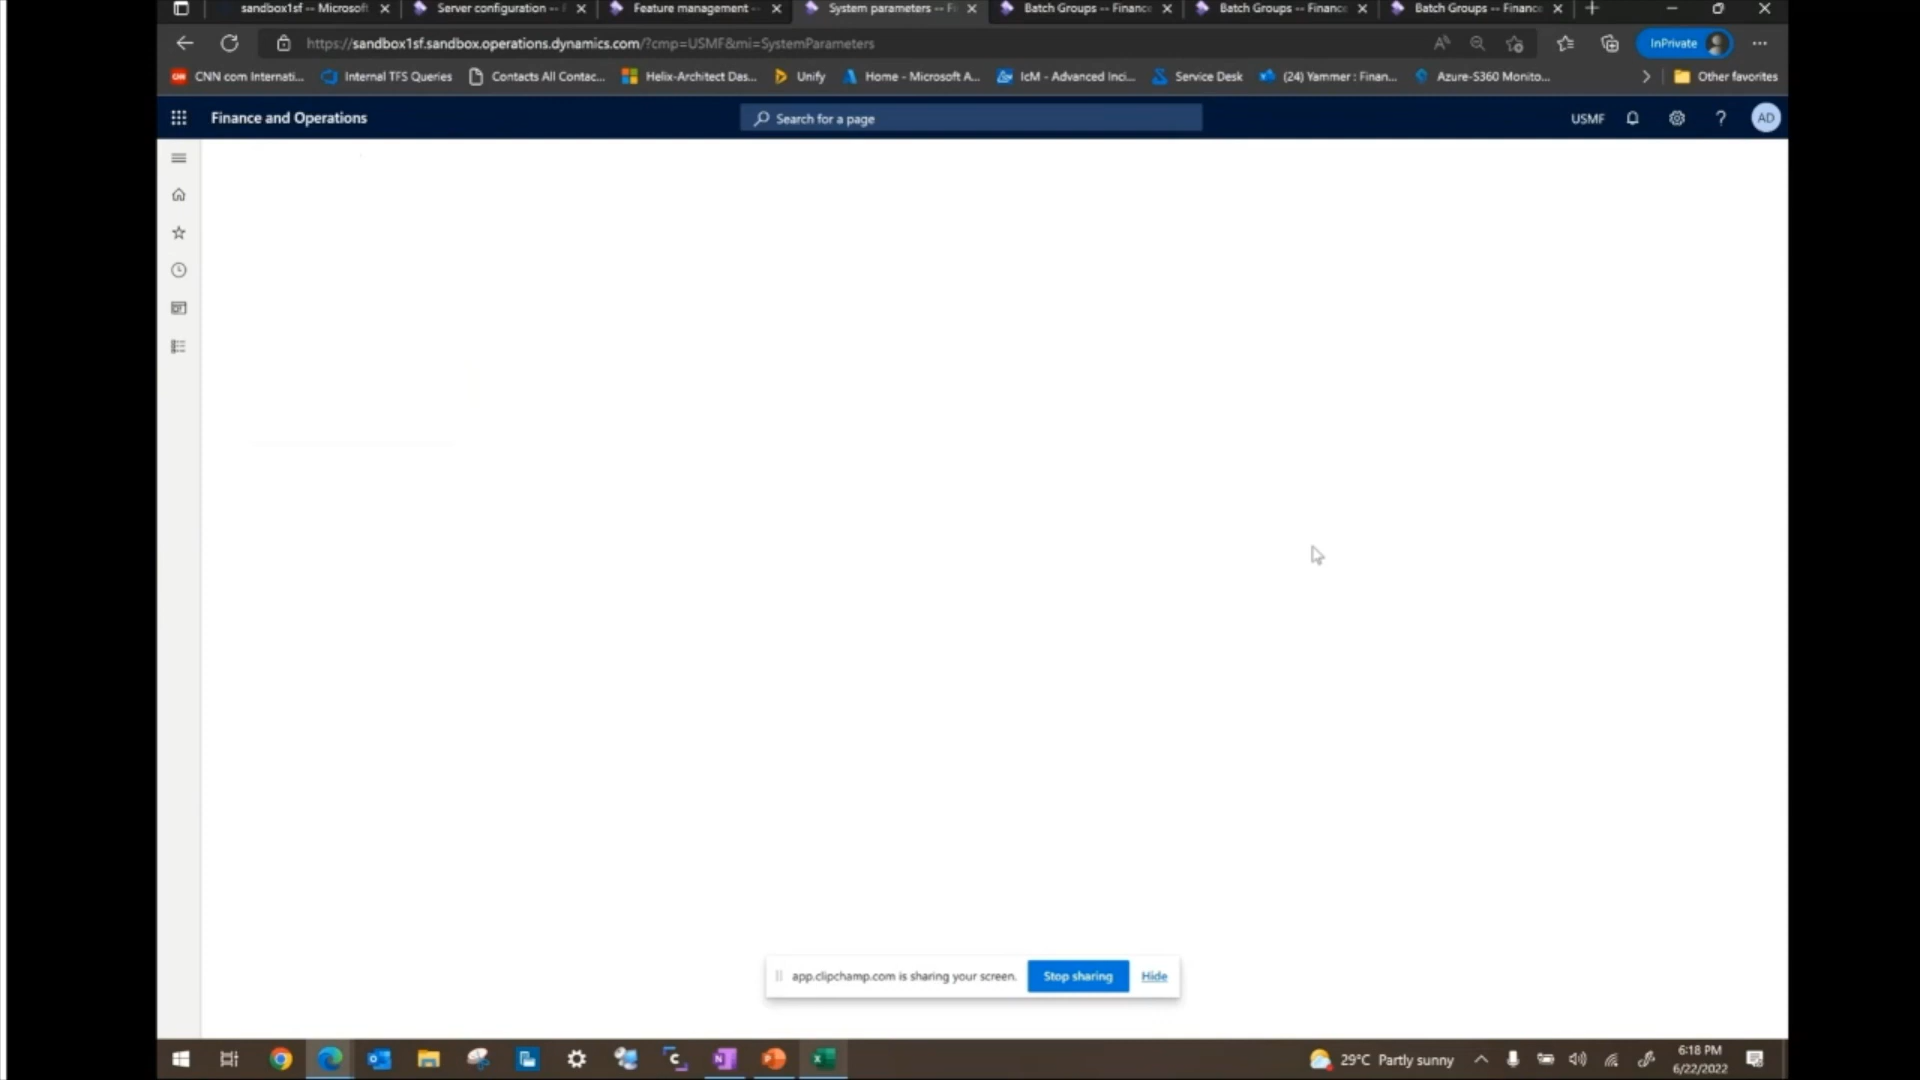 sandbox1sf -- Microsoft
Server configuration --
Feature management --
System parameters -- Fi
Batch Groups -- Finance
Batch Groups -- Finance
Batch Groups -- Finance
https://sandbox1sf.sandbox.operations.dynamics.com/?cmp=USMF&mi=SystemParameters
InPrivate
CNN com Internati...
Internal TFS Queries
Contacts All Contac...
Helix-Architect Das...
Unify
Home - Microsoft A...
IcM - Advanced Inci...
Service Desk
(24) Yammer : Finan...
Azure-S360 Monito...
Other favorites
Finance and Operations
Search for a page
USMF
?
AD
app.clipchamp.com is sharing your screen.
Stop sharing
Hide
29°C Partly sunny
6:18 PM
6/22/2022